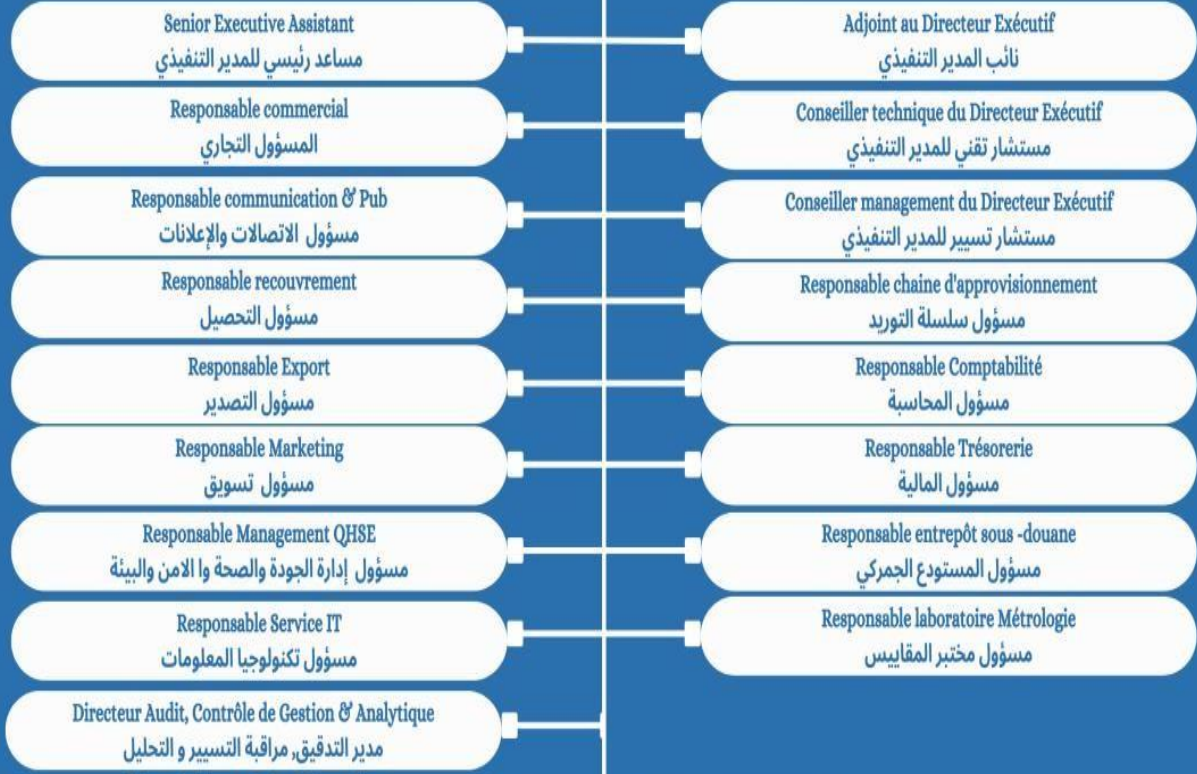 Senior Executive Assistant
مساعد رئيسي للمدير التنفيذي
Adjoint au Directeur Exécutif
نائب المدير التنفيذي
Responsable commercial
المسؤول التجاري
Conseiller technique du Directeur Exécutif
مستشار تقني للمدير التنفيذي
Responsable communication & Pub
مسؤول الاتصالات والإعلانات
Conseiller management du Directeur Exécutif
مستشار تسيير للمدير التنفيذي
Responsable recouvrement
مسؤول التحصيل
Responsable chaine d'approvisionnement
مسؤول سلسلة التوريد
Responsable Export
مسؤول التصدير
Responsable Comptabilité
مسؤول المحاسبة
Responsable Marketing
مسؤول تسويق
Responsable Trésorerie
مسؤول المالية
Responsable Management QHSE
مسؤول إدارة الجودة والصحة وا الامن والبيئة
Responsable entrepôt sous -douane
مسؤول المستودع الجمركي
Responsable Service IT
مسؤول تكنولوجيا المعلومات
Responsable laboratoire Métrologie
مسؤول مختبر المقاييس
Directeur Audit, Contrôle de Gestion & Analytique
مدير التدقيق, مراقبة التسيير و التحليل